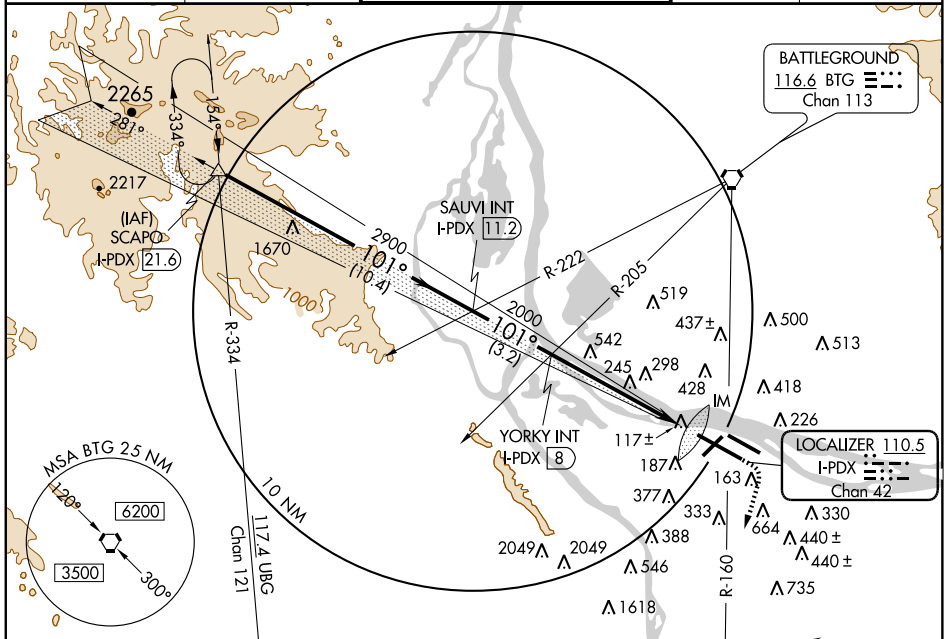 BATTLEGROUND
116.6 BTG
Chan 113
2265
281°
334°
154°
2217
(IAF)
SCAPO
I-PDX 21.6
1670
1000
2900
101°
(10.4)
SAUVI INT
I-PDX 11.2
2000
101°
(3.2)
R-222
R-205
519
437±
500
513
542
245
298
428
418
IM
226
117±
YORKY INT
I-PDX 8
LOCALIZER 110.5
I-PDX
Chan 42
187
163
377
333
664
330
388
440 ±
440 ±
2049
2049
546
735
1618
R-334
117.4 UBG
Chan 121
R-160
10 NM
MSA BTG 25 NM
120°
6200
3500
300°